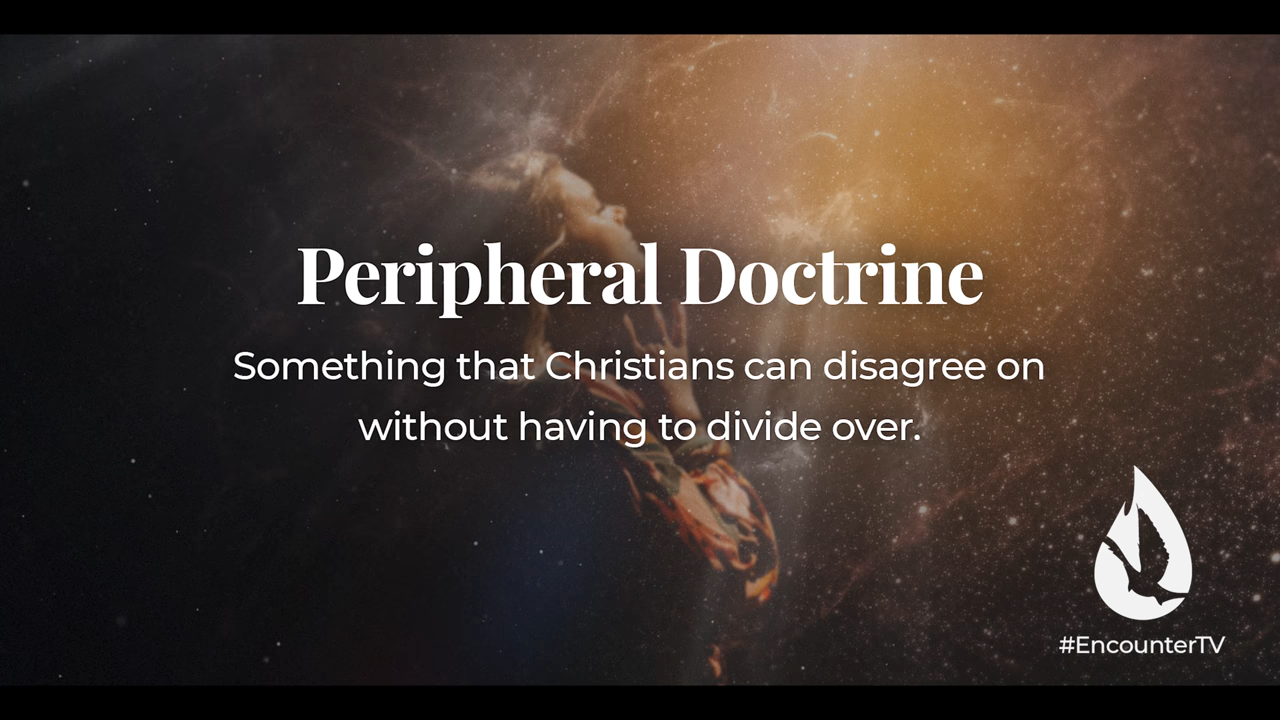 Peripheral Doctrine
Something that Christians can disagree on
without having to divide over.
#EncounterTV